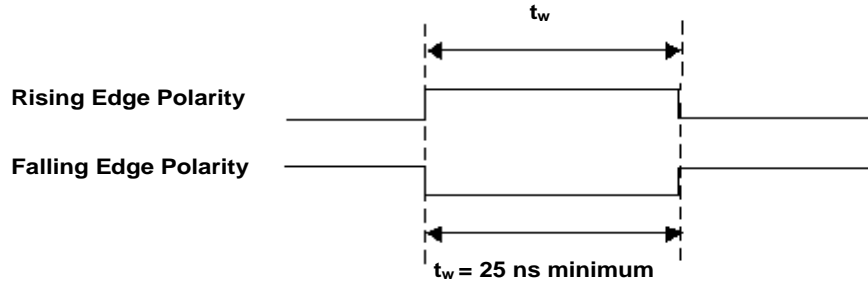 tw
Rising Edge Polarity
Falling Edge Polarity
tw = 25 ns minimum